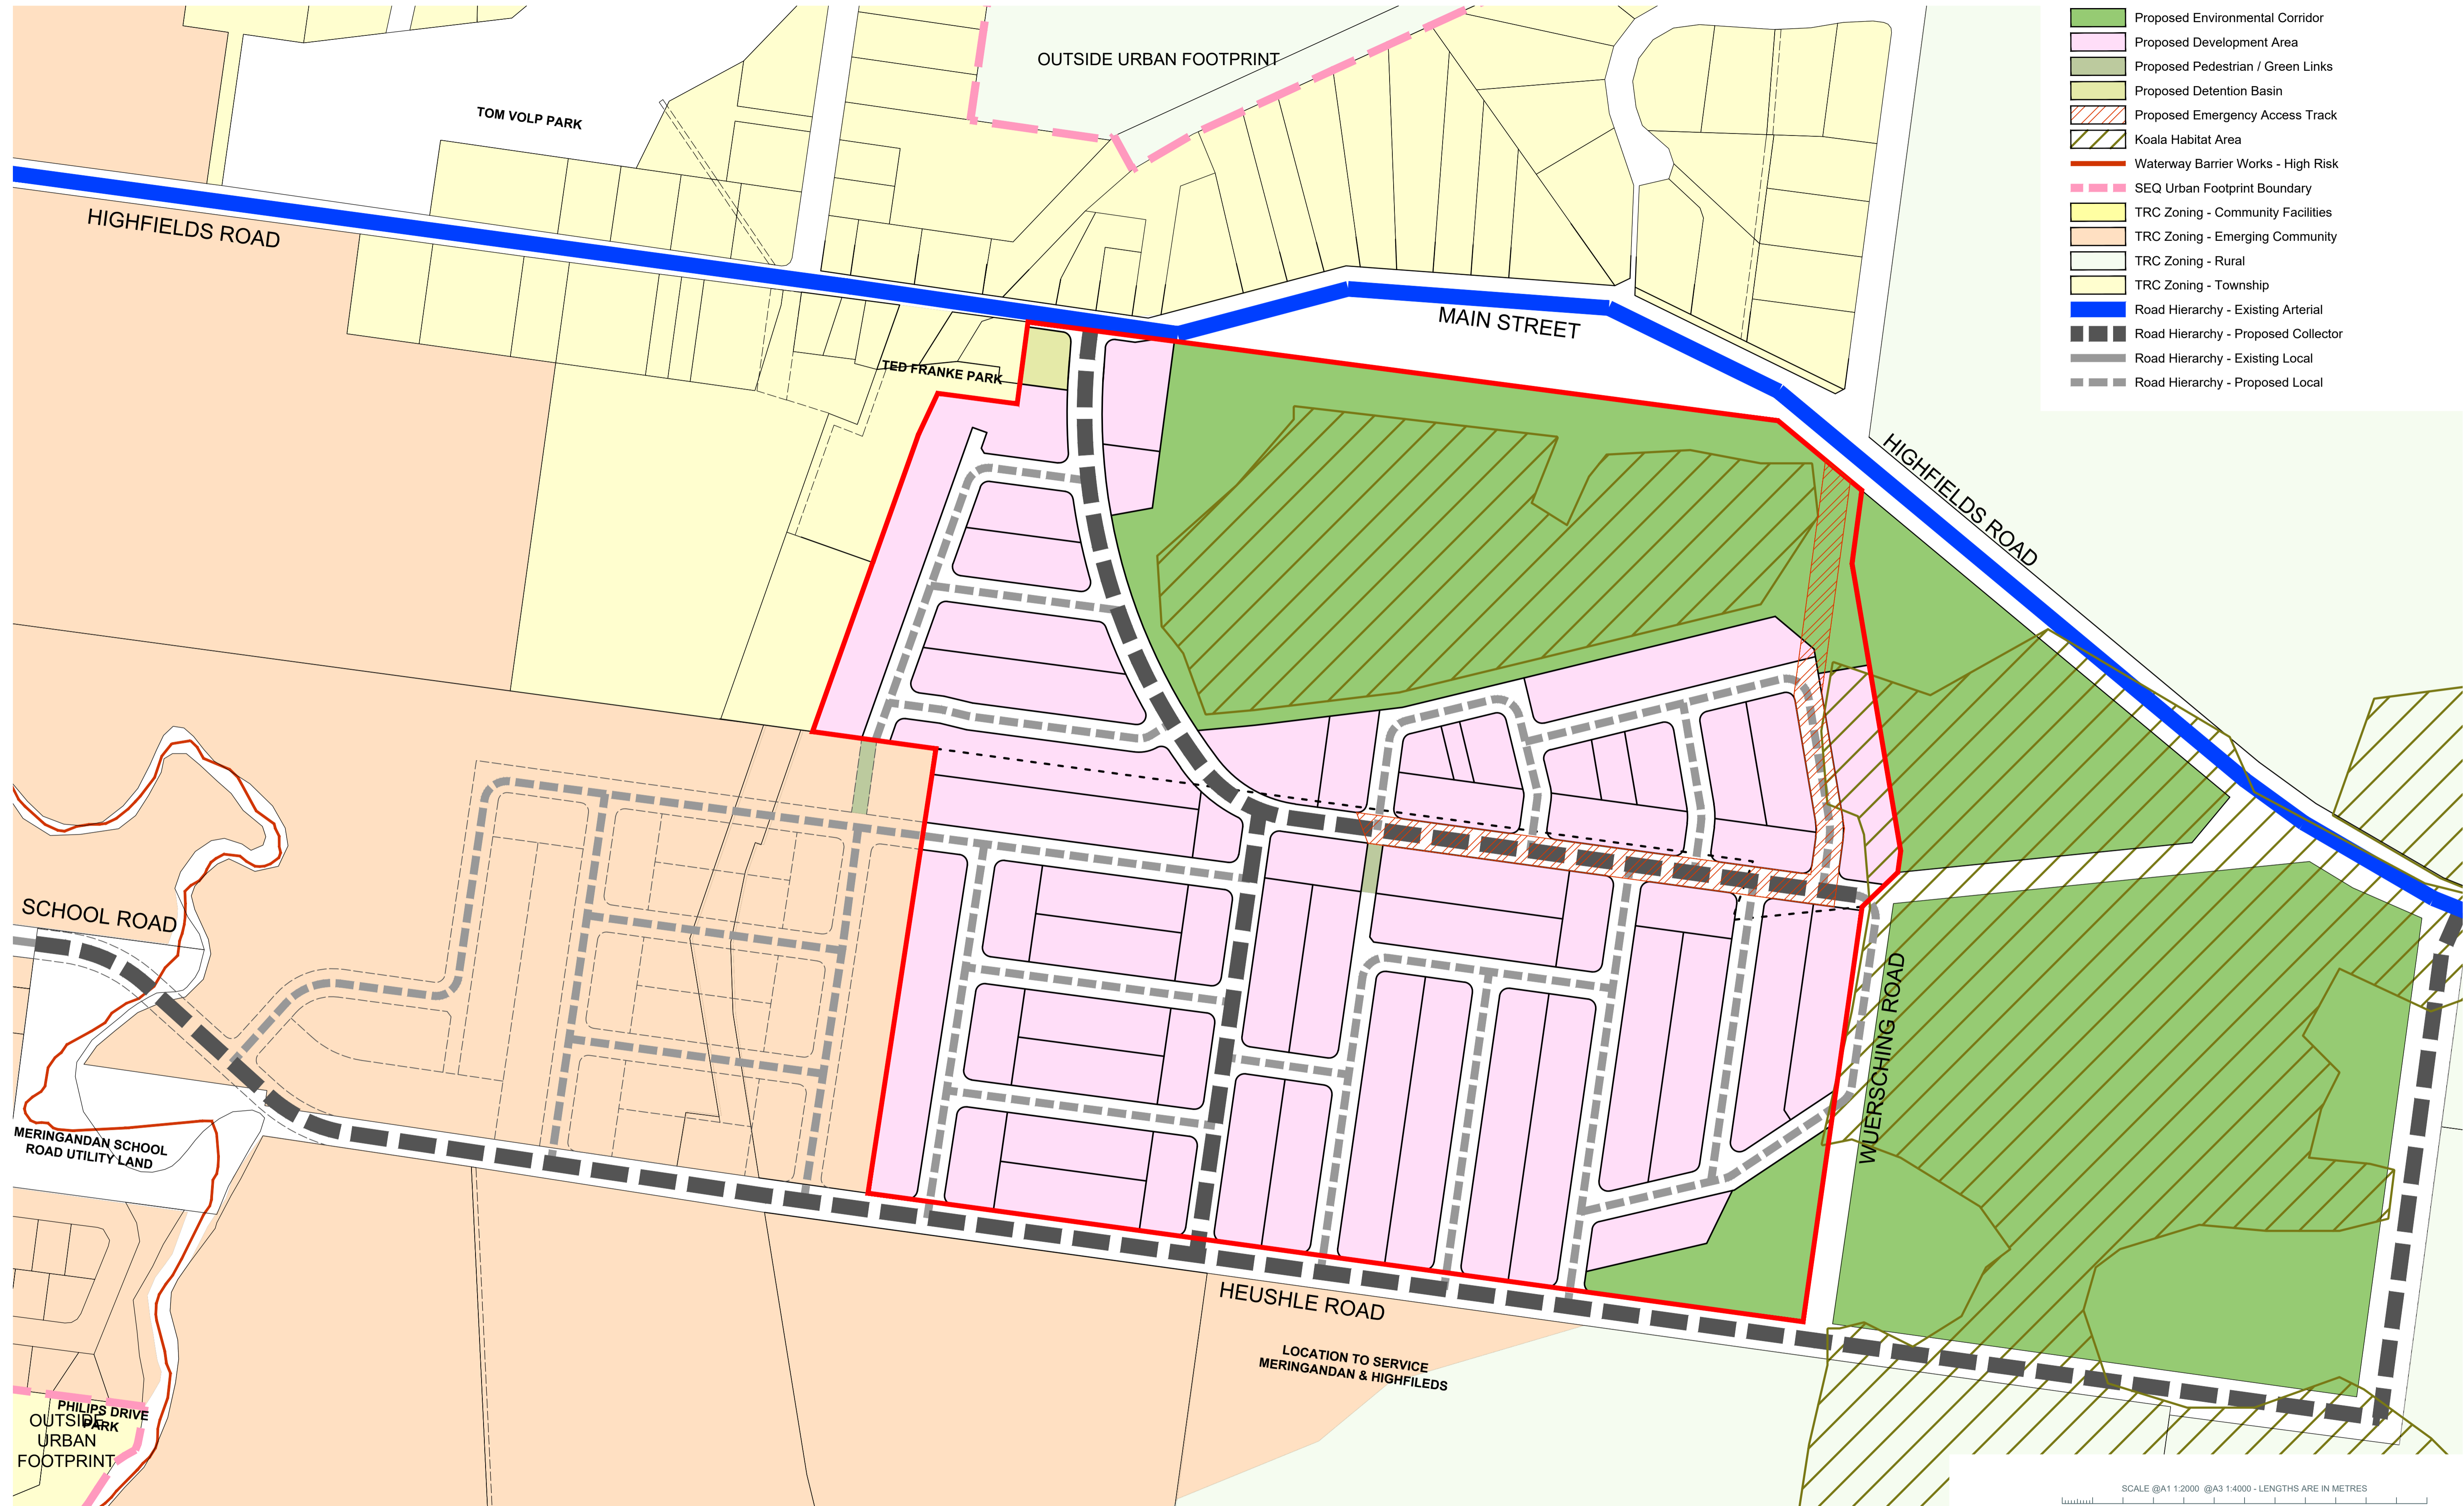 OUTSIDE URBAN FOOTPRINT
TOM VOLP PARK
HIGHFIELDS ROAD
MAIN STREET
TED FRANKE PARK
HIGHFIELDS ROAD
Proposed Environmental Corridor
Proposed Development Area
Proposed Pedestrian / Green Links
Proposed Detention Basin
Proposed Emergency Access Track
Koala Habitat Area
Waterway Barrier Works - High Risk
SEQ Urban Footprint Boundary
TRC Zoning - Community Facilities
TRC Zoning - Emerging Community
TRC Zoning - Rural
TRC Zoning - Township
Road Hierarchy - Existing Arterial
Road Hierarchy - Proposed Collector
Road Hierarchy - Existing Local
Road Hierarchy - Proposed Local
SCHOOL ROAD
WUERSCHING ROAD
MERINGANDAN SCHOOL
ROAD UTILITY LAND
HEUSHLE ROAD
LOCATION TO SERVICE
MERINGANDAN & HIGHFILEDS
PHILIPS DRIVE
PARK
OUTSIDE
URBAN
FOOTPRINT
SCALE @A1 1:2000 @A3 1:4000 - LENGTHS ARE IN METRES